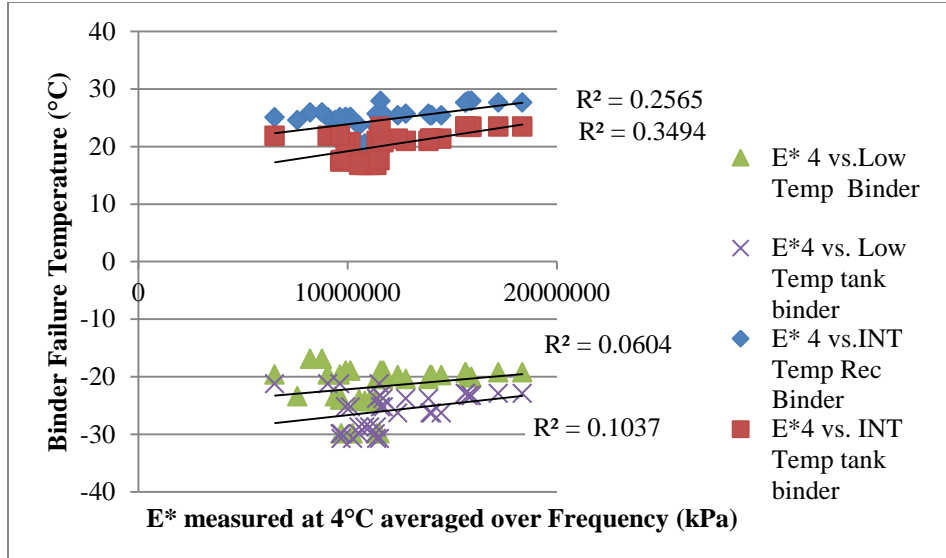 40
30
20
10
0
-10
-20
-30
-40
0
10000000
20000000
Binder Failure Temperature (°C)
E* measured at 4°C averaged over Frequency (kPa)
R² = 0.2565
R² = 0.3494
R² = 0.0604
R² = 0.1037
E* 4 vs.Low
Temp Binder
E*4 vs. Low
Temp tank
binder
E* 4 vs.INT
Temp Rec
Binder
E*4 vs. INT
Temp tank
binder